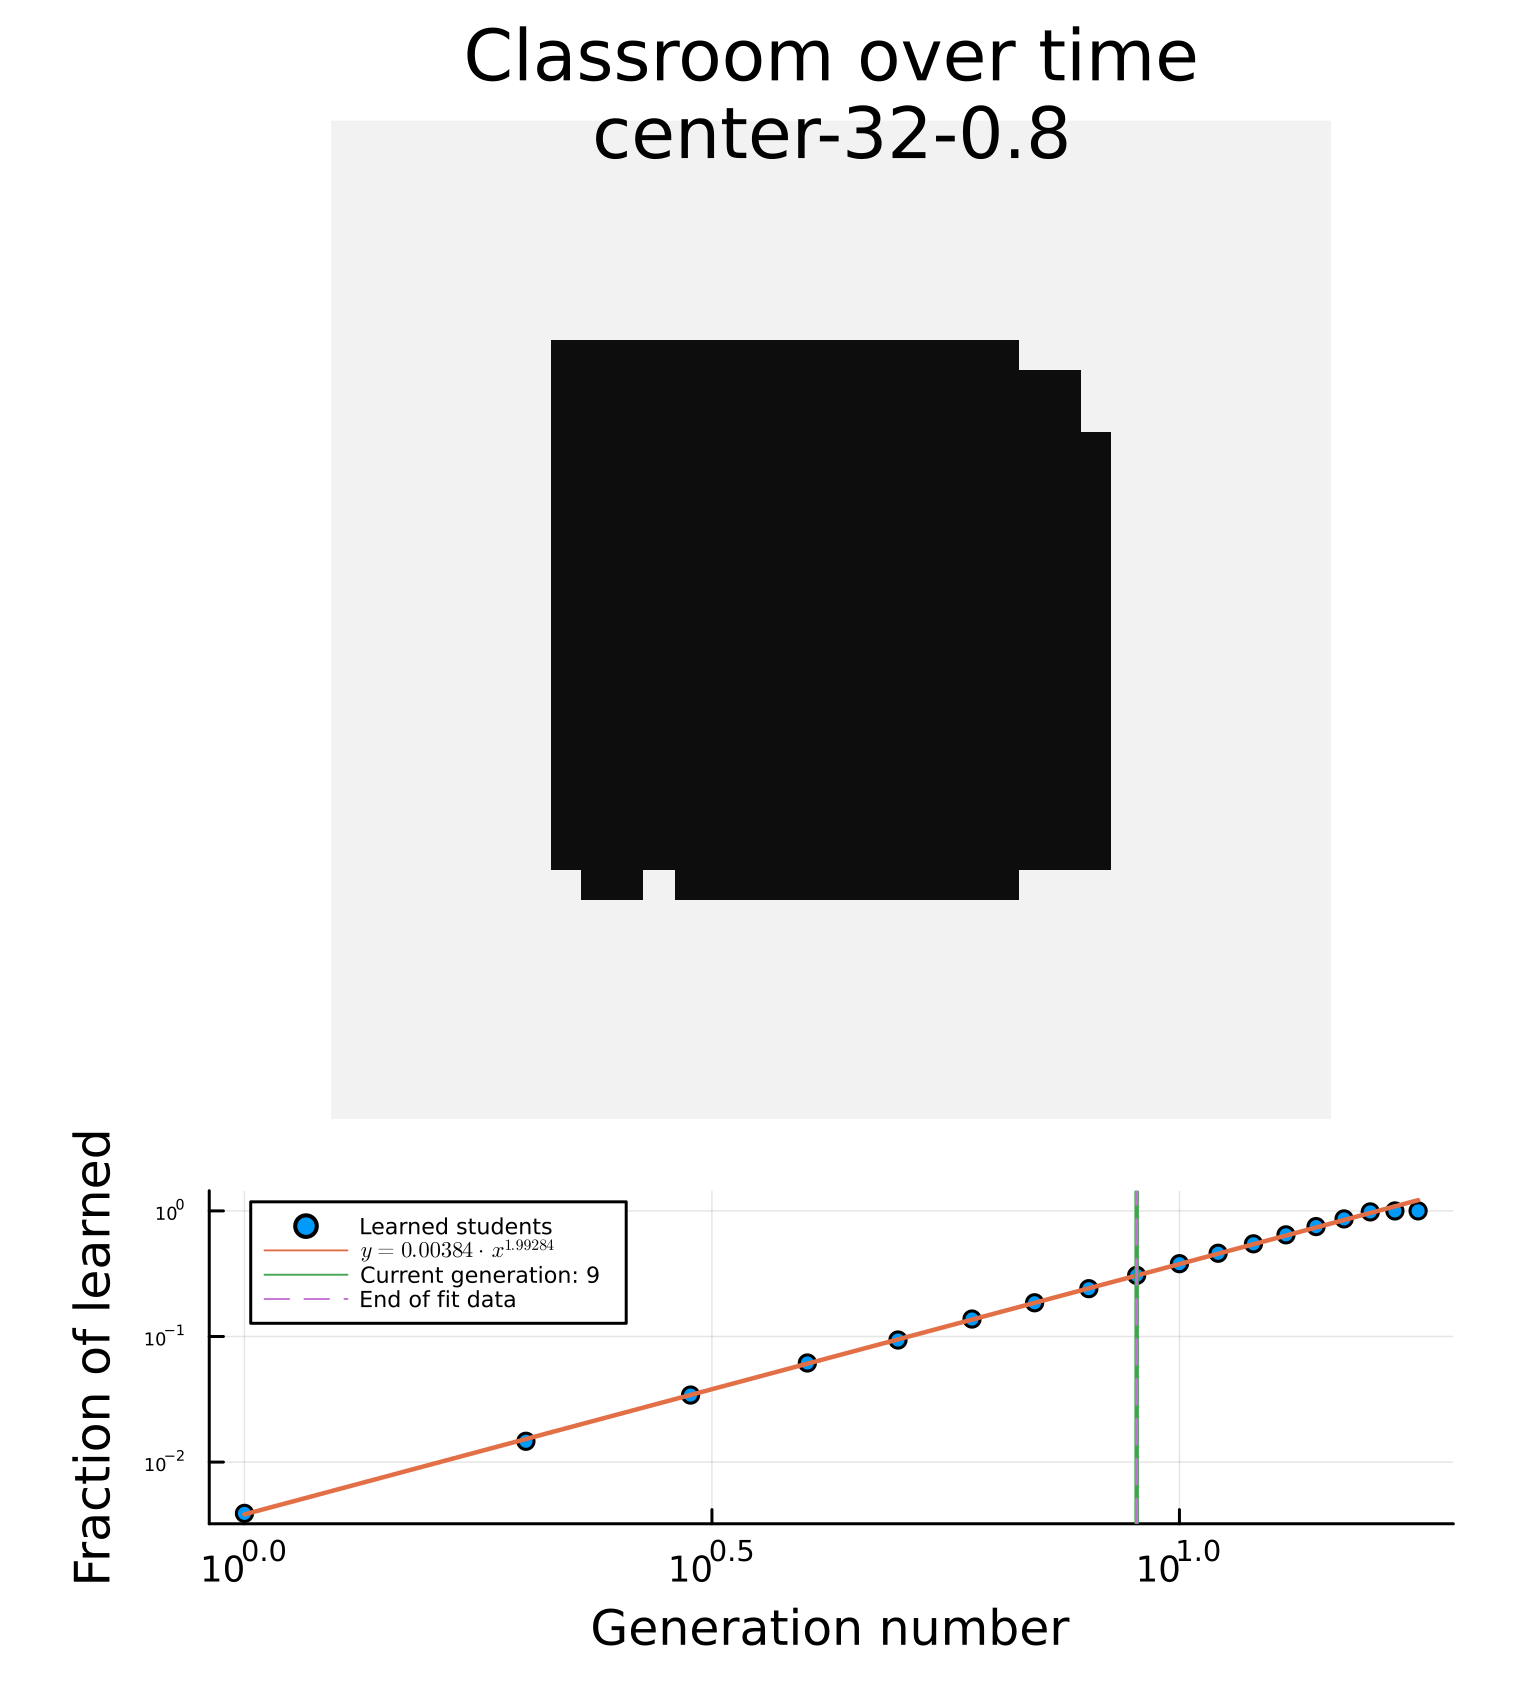 Classroom over time
center-32-0.8
Fraction of learned
10⁰
10⁻¹
10⁻²
Learned students
y = 0.00384 · x^1.99284
Current generation: 9
End of fit data
10^0.0 10^0.5 10^1.0
Generation number